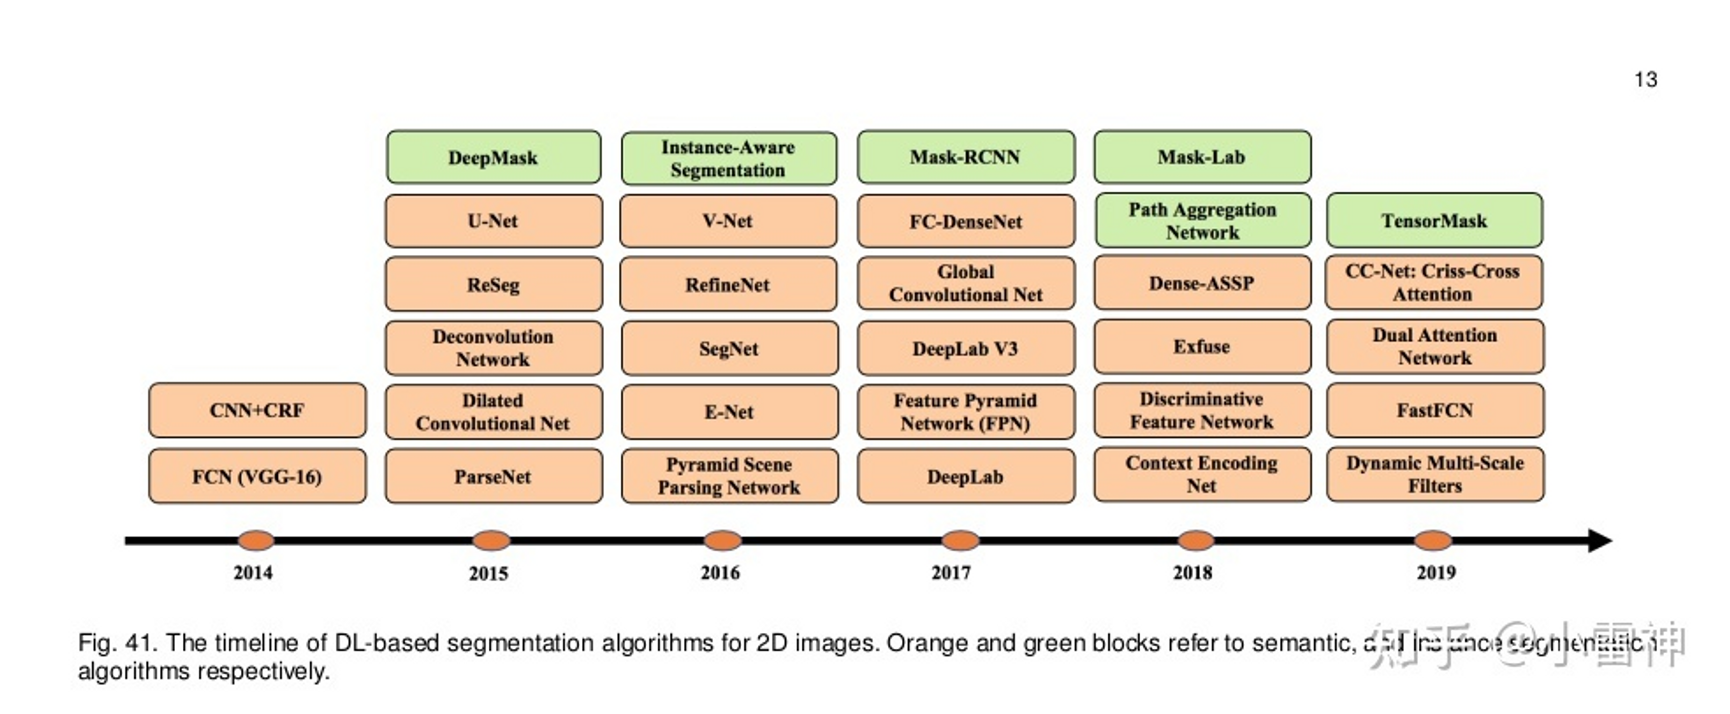 13
DeepMask
Instance-Aware
Segmentation
Mask-RCNN
Mask-Lab
U-Net
V-Net
FC-DenseNet
Path Aggregation
Network
TensorMask
ReSeg
RefineNet
Global
Convolutional Net
Dense-ASSP
CC-Net: Criss-Cross
Attention
Deconvolution
Network
SegNet
DeepLab V3
Exfuse
Dual Attention
Network
CNN+CRF
Dilated
Convolutional Net
E-Net
Feature Pyramid
Network (FPN)
Discriminative
Feature Network
FastFCN
FCN (VGG-16)
ParseNet
Pyramid Scene
Parsing Network
DeepLab
Context Encoding
Net
Dynamic Multi-Scale
Filters
2014
2015
2016
2017
2018
2019
Fig. 41. The timeline of DL-based segmentation algorithms for 2D images. Orange and green blocks refer to semantic, and instance segmentation
algorithms respectively.
知乎 @小雷神